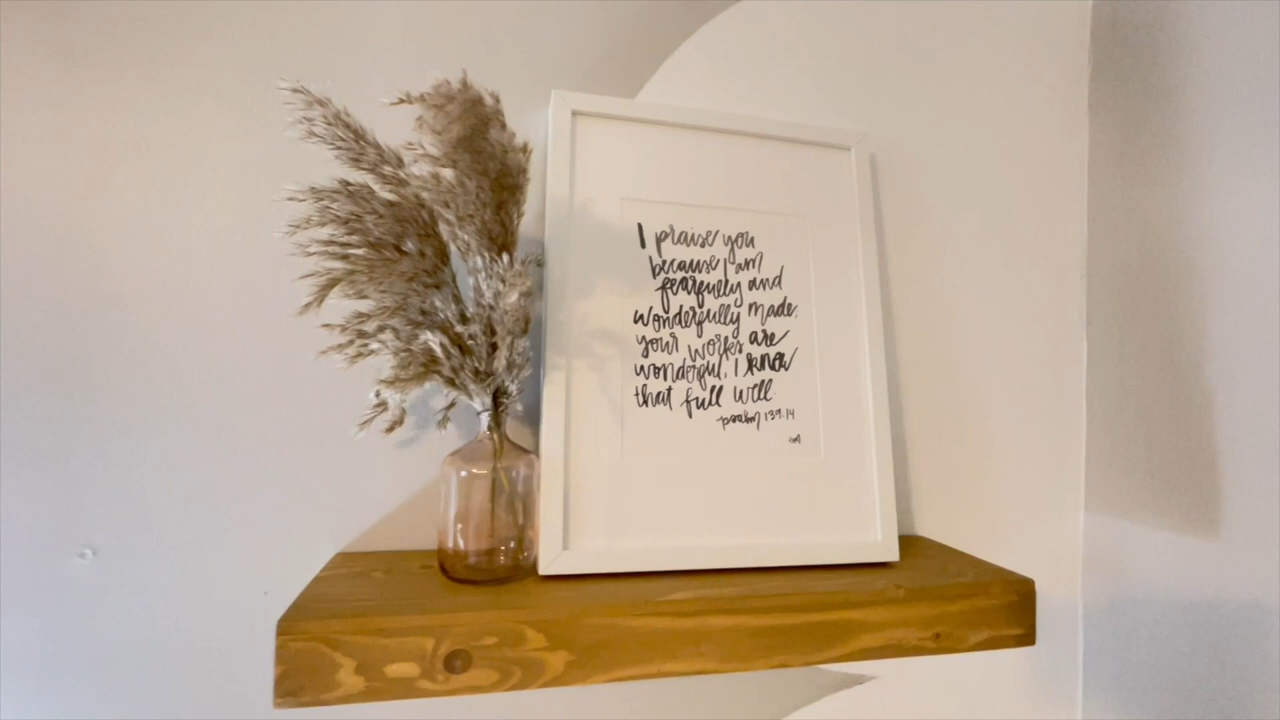 I praise you
because I am
fearfully and
wonderfully made.
your works are
wonderful, I know
that full well.
psalm 139:14